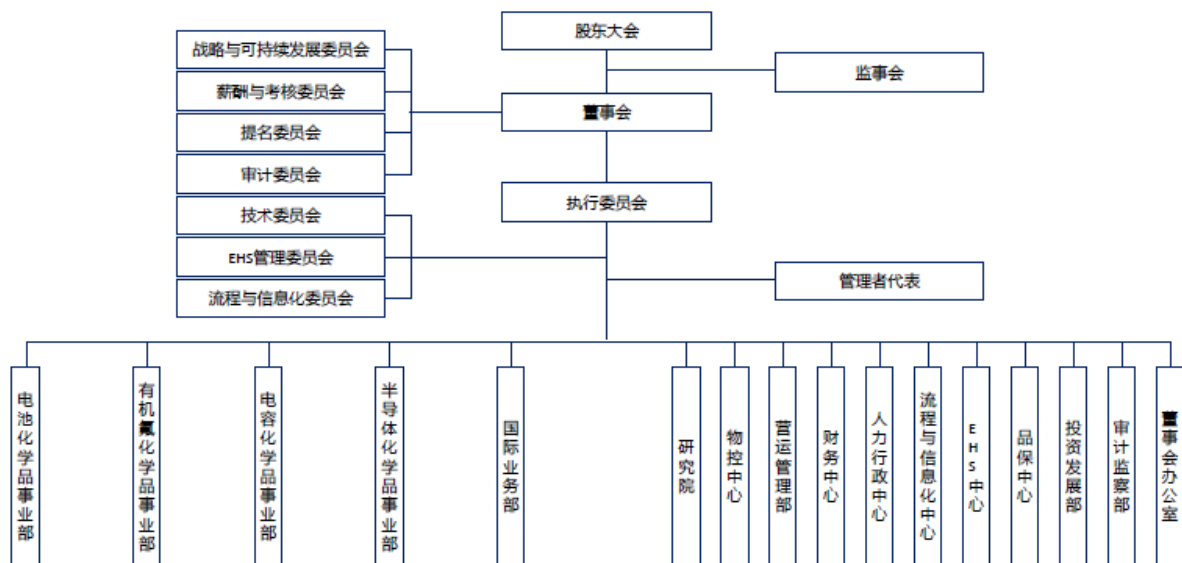 股东大会
战略与可持续发展委员会
监事会
薪酬与考核委员会
董事会
提名委员会
审计委员会
执行委员会
技术委员会
EHS管理委员会
管理者代表
流程与信息化委员会
电池化学品事业部
有机氟化学品事业部
电容化学品事业部
半导体化学品事业部
国际业务部
研究院
物控中心
营运管理部
财务中心
人力行政中心
流程与信息化中心
EHS中心
品保中心
投资发展部
审计监察部
董事会办公室